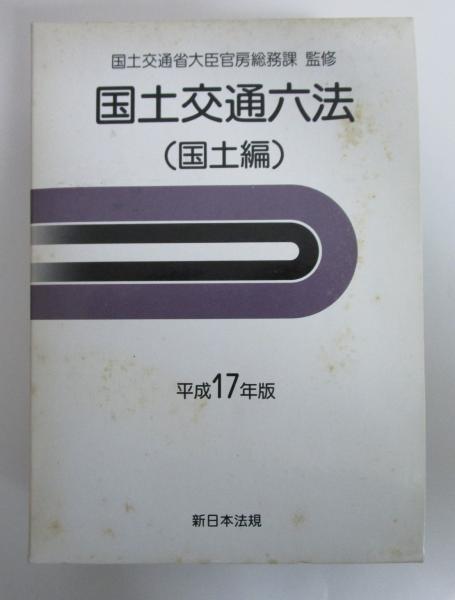 国土交通省大臣官房総務課 監修
国土交通六法
(国土編)
平成17年版
新日本法規